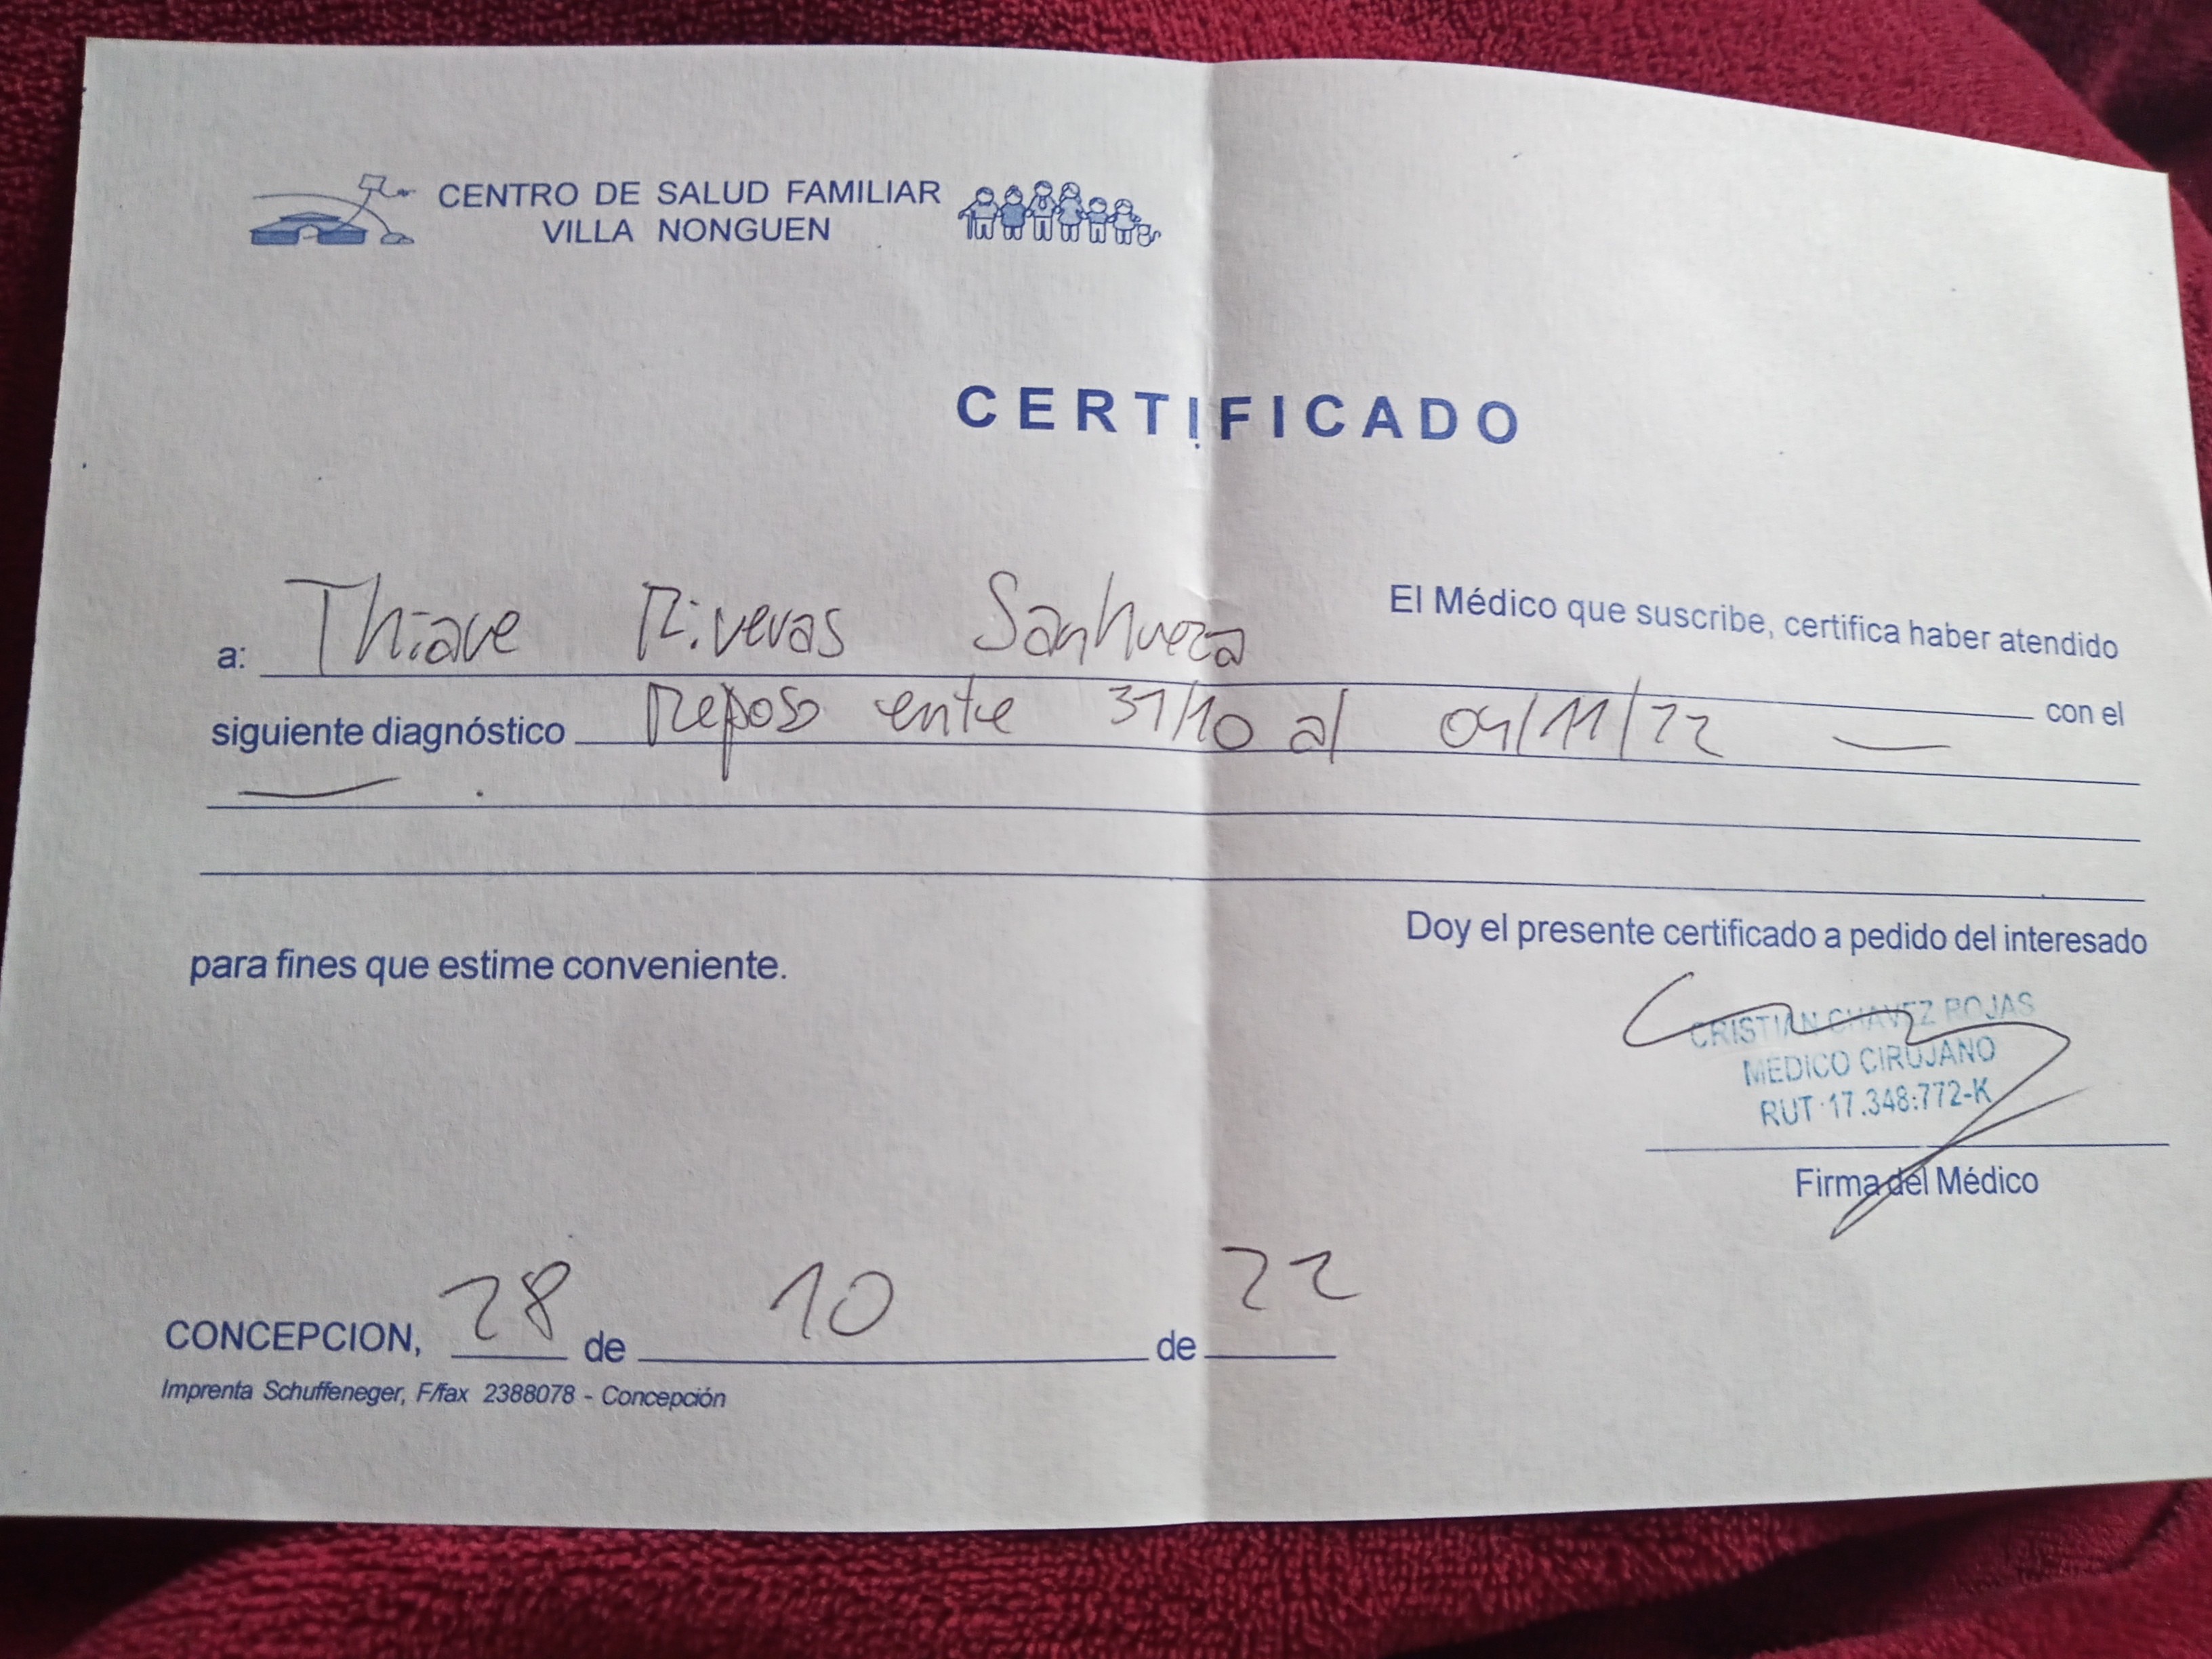 CENTRO DE SALUD FAMILIAR
VILLA NONGUEN
CERTIFICADO
El Médico que suscribe, certifica haber atendido
a: Thiare Riveras Sanhueza con el
siguiente diagnóstico Reposo entre 31/10 al 04/11/22 —
— .
Doy el presente certificado a pedido del interesado
para fines que estime conveniente.
CRISTIAN CHAVEZ ROJAS
MEDICO CIRUJANO
RUT 17.348.772-K
Firma del Médico
CONCEPCION, 28 de 10 de 22
Imprenta Schuffeneger, F/fax 2388078 - Concepción